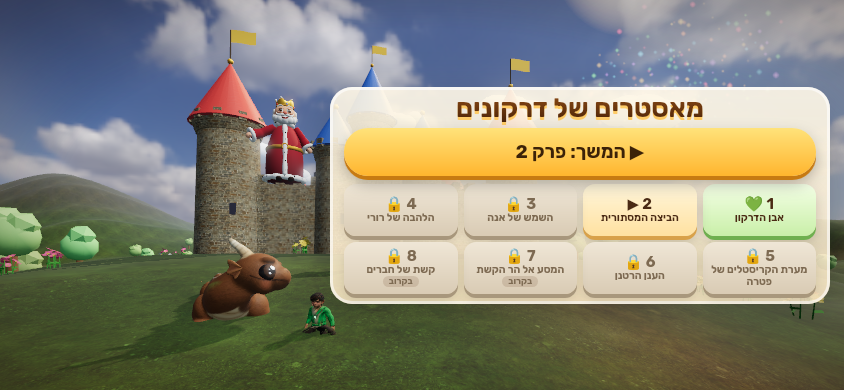 מאסטרים של דרקונים
▶ המשך: פרק 2
1 💚
אבן הדרקון
2 ▶
הביצה המסתורית
3 🔒
השמש של אנה
4 🔒
הלהבה של רורי
5 🔒
מערת הקריסטלים של
פטרה
6 🔒
הענן הרטנן
7 🔒
המסע אל הר הקשת
בקרוב
8 🔒
קשת של חברים
בקרוב